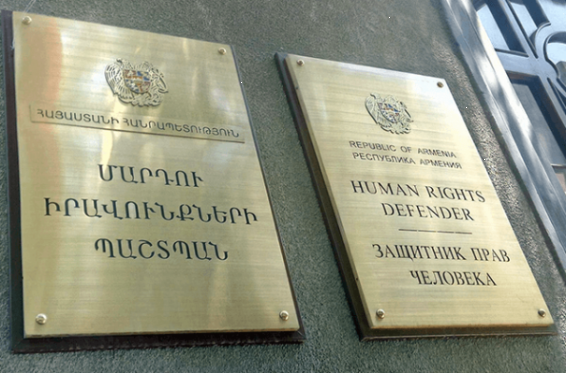 ՀԱՅԱՍՏԱՆԻ ՀԱՆՐԱՊԵՏՈՒԹՅՈՒՆ
ՄԱՐԴՈՒ
ԻՐԱՎՈՒՆՔՆԵՐԻ
ՊԱՇՏՊԱՆ
REPUBLIC OF ARMENIA
РЕСПУБЛИКА АРМЕНИЯ
HUMAN RIGHTS
DEFENDER
ЗАЩИТНИК ПРАВ
ЧЕЛОВЕКА